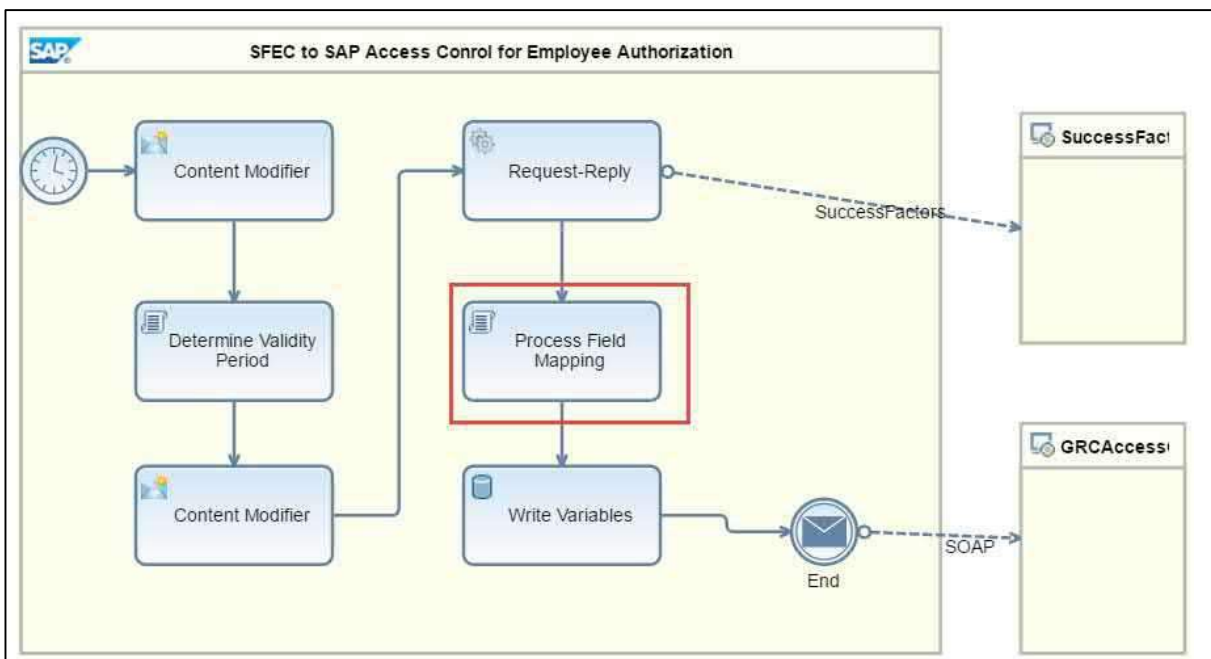 SAP
SFEC to SAP Access Conrol for Employee Authorization
Content Modifier
Request-Reply
SuccessFactors
SuccessFact
Determine Validity
Period
Process Field
Mapping
Content Modifier
Write Variables
End
SOAP
GRCAccess